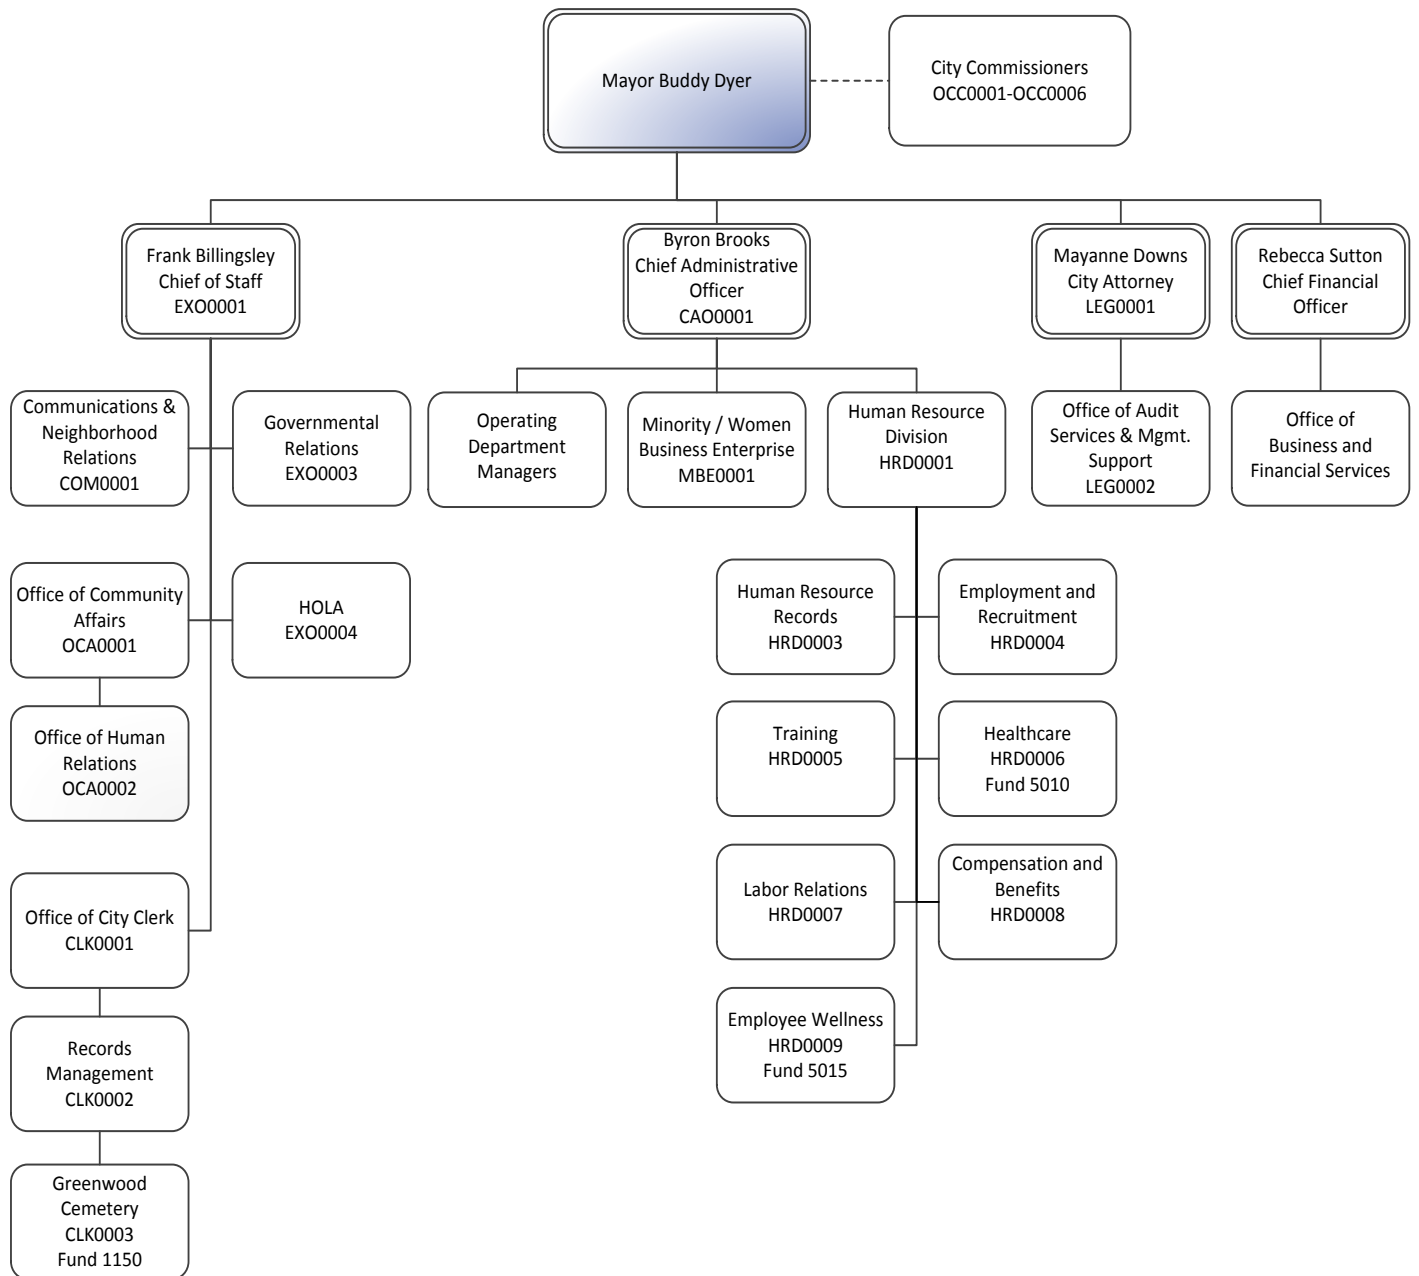 Mayor Buddy Dyer
City Commissioners
OCC0001-OCC0006
Frank Billingsley
Chief of Staff
EXO0001
Byron Brooks
Chief Administrative
Officer
CAO0001
Mayanne Downs
City Attorney
LEG0001
Rebecca Sutton
Chief Financial
Officer
Communications &
Neighborhood
Relations
COM0001
Governmental
Relations
EXO0003
Operating
Department
Managers
Minority / Women
Business Enterprise
MBE0001
Human Resource
Division
HRD0001
Office of Audit
Services & Mgmt.
Support
LEG0002
Office of
Business and
Financial Services
Office of Community
Affairs
OCA0001
HOLA
EXO0004
Human Resource
Records
HRD0003
Employment and
Recruitment
HRD0004
Office of Human
Relations
OCA0002
Training
HRD0005
Healthcare
HRD0006
Fund 5010
Office of City Clerk
CLK0001
Labor Relations
HRD0007
Compensation and
Benefits
HRD0008
Records
Management
CLK0002
Employee Wellness
HRD0009
Fund 5015
Greenwood
Cemetery
CLK0003
Fund 1150